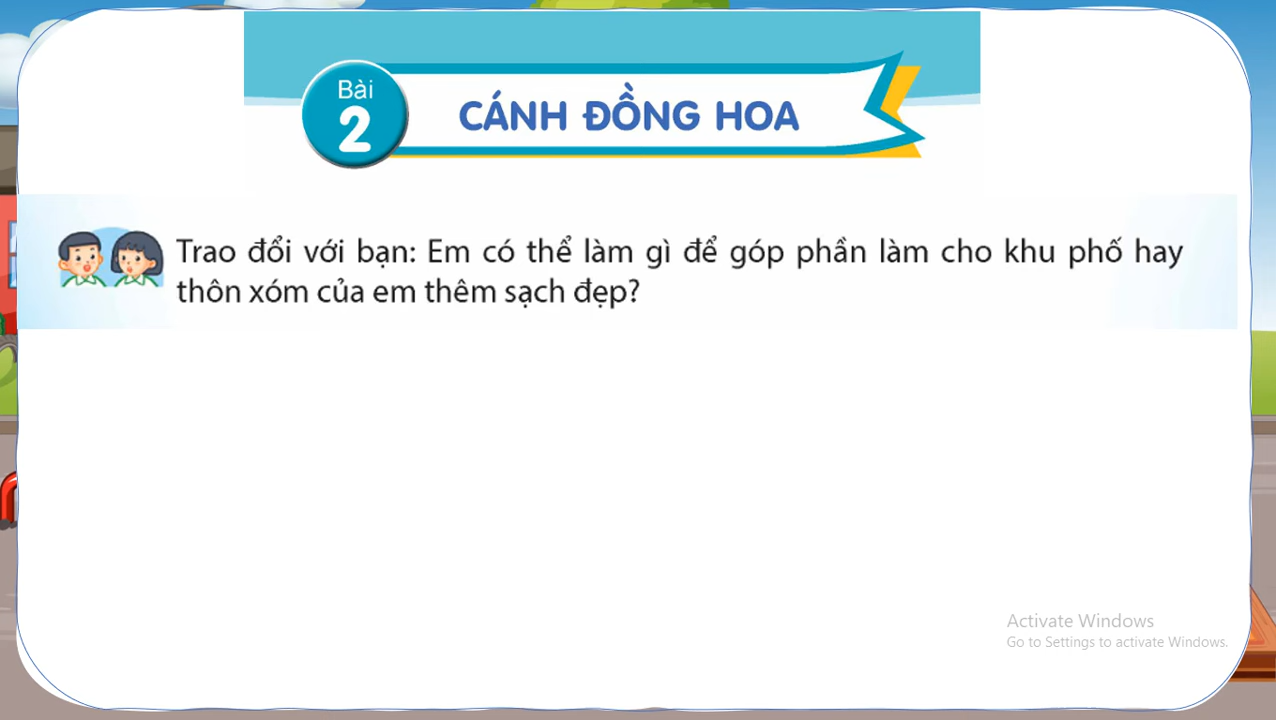 Bài
2
CÁNH ĐỒNG HOA
Trao đổi với bạn: Em có thể làm gì để góp phần làm cho khu phố hay
thôn xóm của em thêm sạch đẹp?
Activate Windows
Go to Settings to activate Windows.